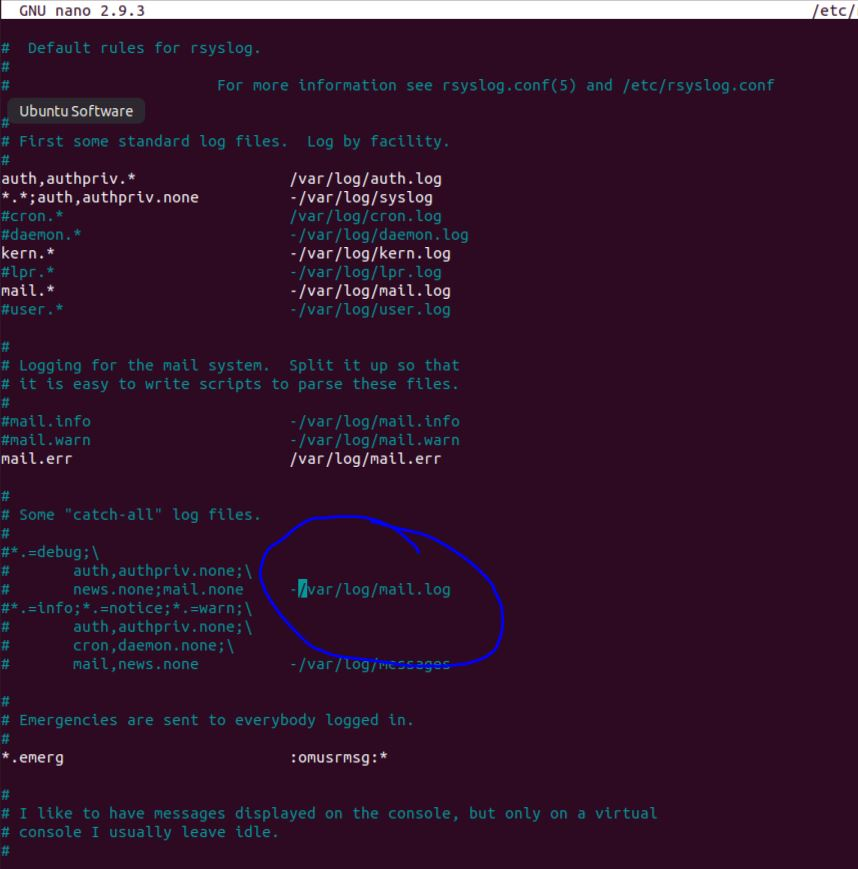 GNU nano 2.9.3 /etc/
# Default rules for rsyslog.
#
# For more information see rsyslog.conf(5) and /etc/rsyslog.conf
Ubuntu Software
#
# First some standard log files. Log by facility.
#
auth,authpriv.* /var/log/auth.log
*.*;auth,authpriv.none -/var/log/syslog
#cron.* /var/log/cron.log
#daemon.* -/var/log/daemon.log
kern.* -/var/log/kern.log
#lpr.* -/var/log/lpr.log
mail.* -/var/log/mail.log
#user.* -/var/log/user.log
#
# Logging for the mail system. Split it up so that
# it is easy to write scripts to parse these files.
#
#mail.info -/var/log/mail.info
#mail.warn -/var/log/mail.warn
mail.err /var/log/mail.err
#
# Some "catch-all" log files.
#
#*.=debug;\
# auth,authpriv.none;\
# news.none;mail.none -/var/log/mail.log
#*.=info;*.=notice;*.=warn;\
# auth,authpriv.none;\
# cron,daemon.none;\
# mail,news.none -/var/log/messages
#
# Emergencies are sent to everybody logged in.
#
*.emerg :omusrmsg:*
#
# I like to have messages displayed on the console, but only on a virtual
# console I usually leave idle.
#